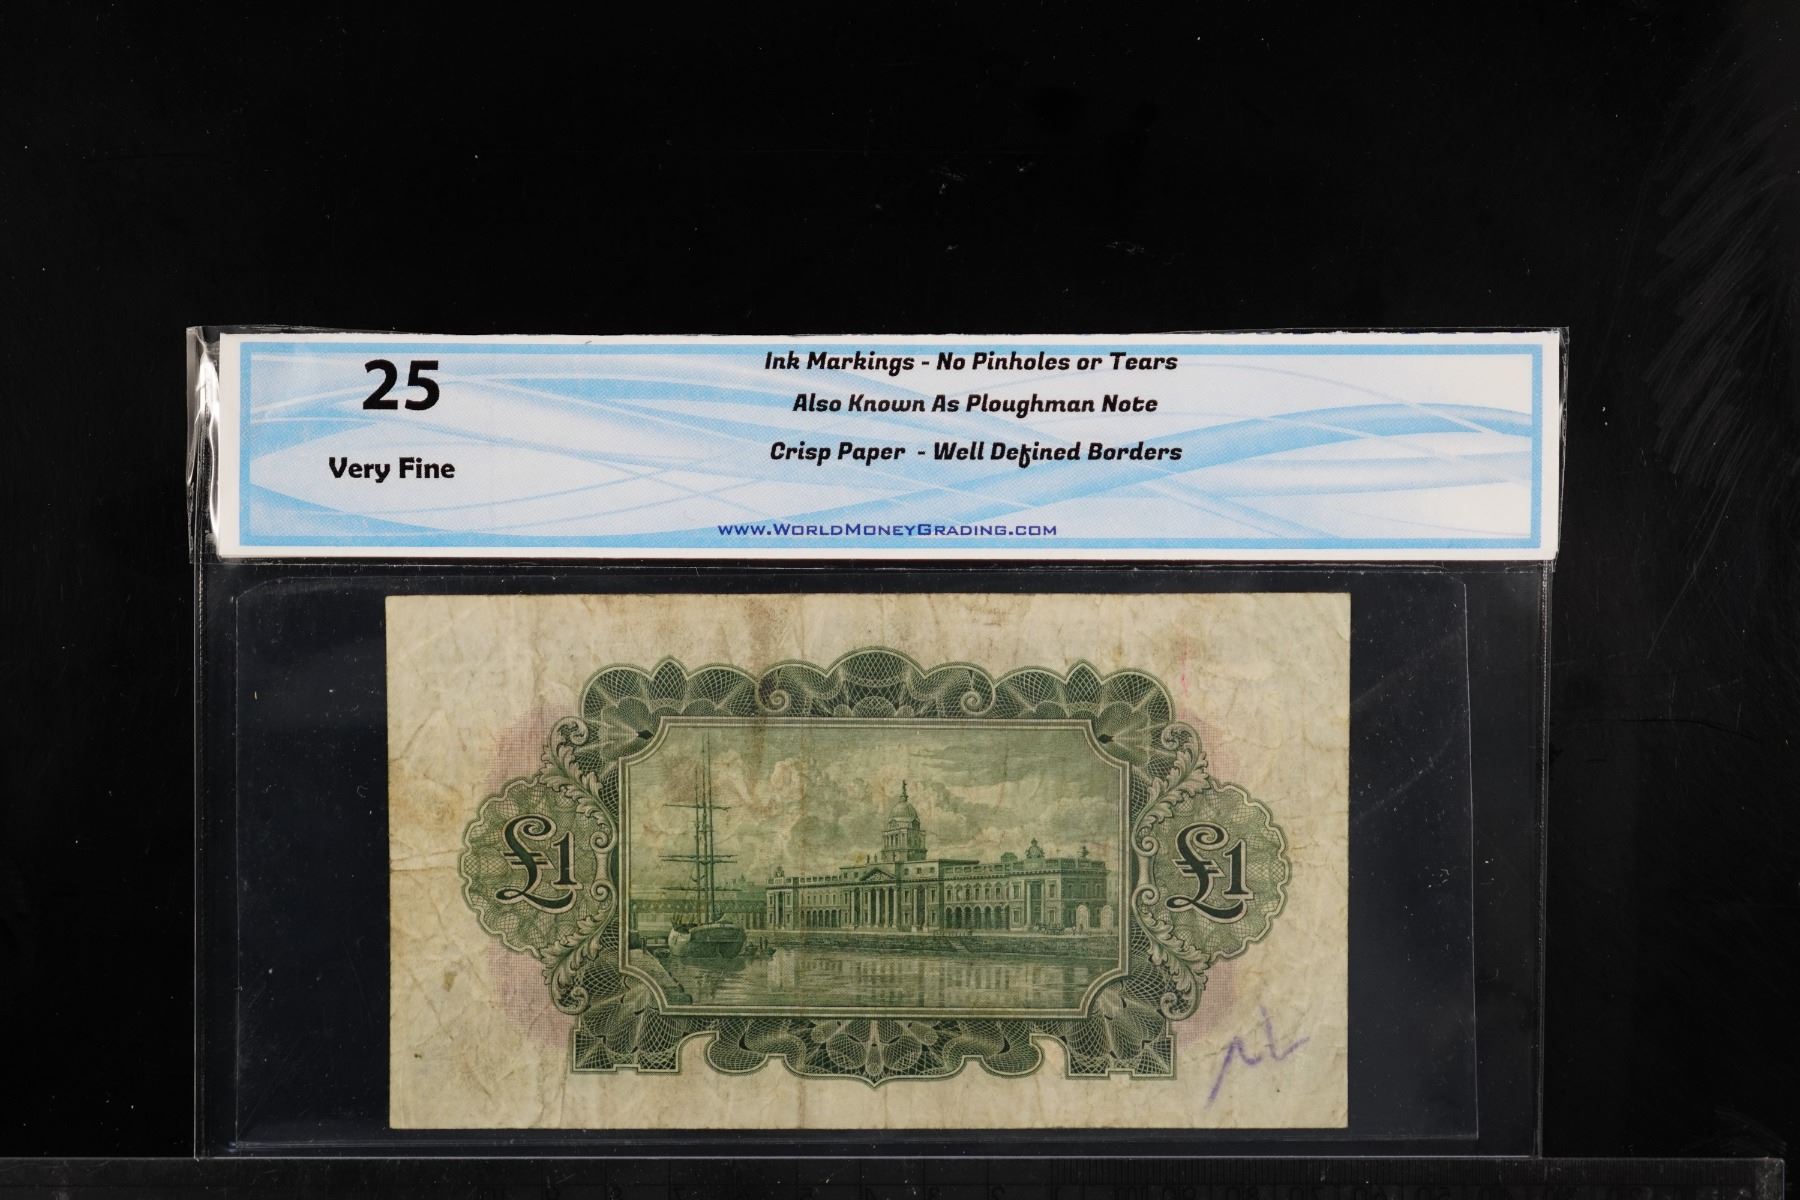 25
Very Fine
Ink Markings - No Pinholes or Tears
Also Known As Ploughman Note
Crisp Paper - Well Defined Borders
www.WorldMoneyGrading.com
£1
£1